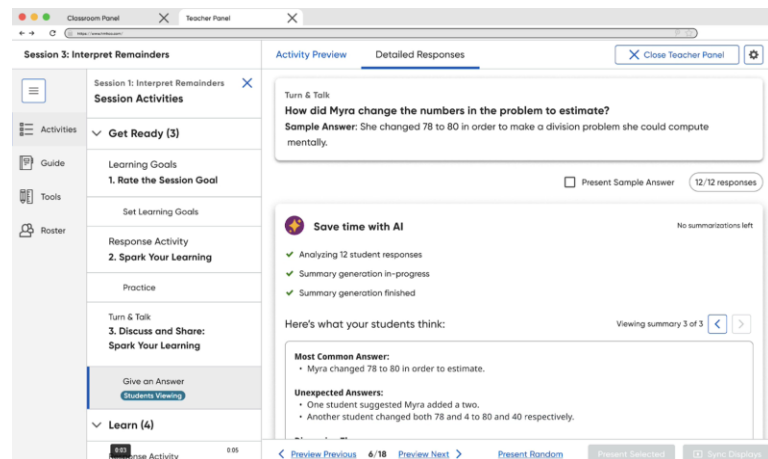 Classroom Panel
Teacher Panel
Session 3: Interpret Remainders
Activity Preview
Detailed Responses
Close Teacher Panel
Activities
Guide
Tools
Roster
Session 1: Interpret Remainders
Session Activities
Get Ready (3)
Learning Goals
1. Rate the Session Goal
Set Learning Goals
Response Activity
2. Spark Your Learning
Practice
Turn & Talk
3. Discuss and Share:
Spark Your Learning
Give an Answer
Students Viewing
Learn (4)
Response Activity
0:03
0:05
Turn & Talk
How did Myra change the numbers in the problem to estimate?
Sample Answer: She changed 78 to 80 in order to make a division problem she could compute
mentally.
Present Sample Answer
12/12 responses
Save time with AI
No summarizations left
Analyzing 12 student responses
Summary generation in-progress
Summary generation finished
Here's what your students think:
Viewing summary 3 of 3
Most Common Answer:
• Myra changed 78 to 80 in order to estimate.
Unexpected Answers:
• One student suggested Myra added a two.
• Another student changed both 78 and 4 to 80 and 40 respectively.
Preview Previous
6/18
Preview Next
Present Random
Present Selected
Sync Displays